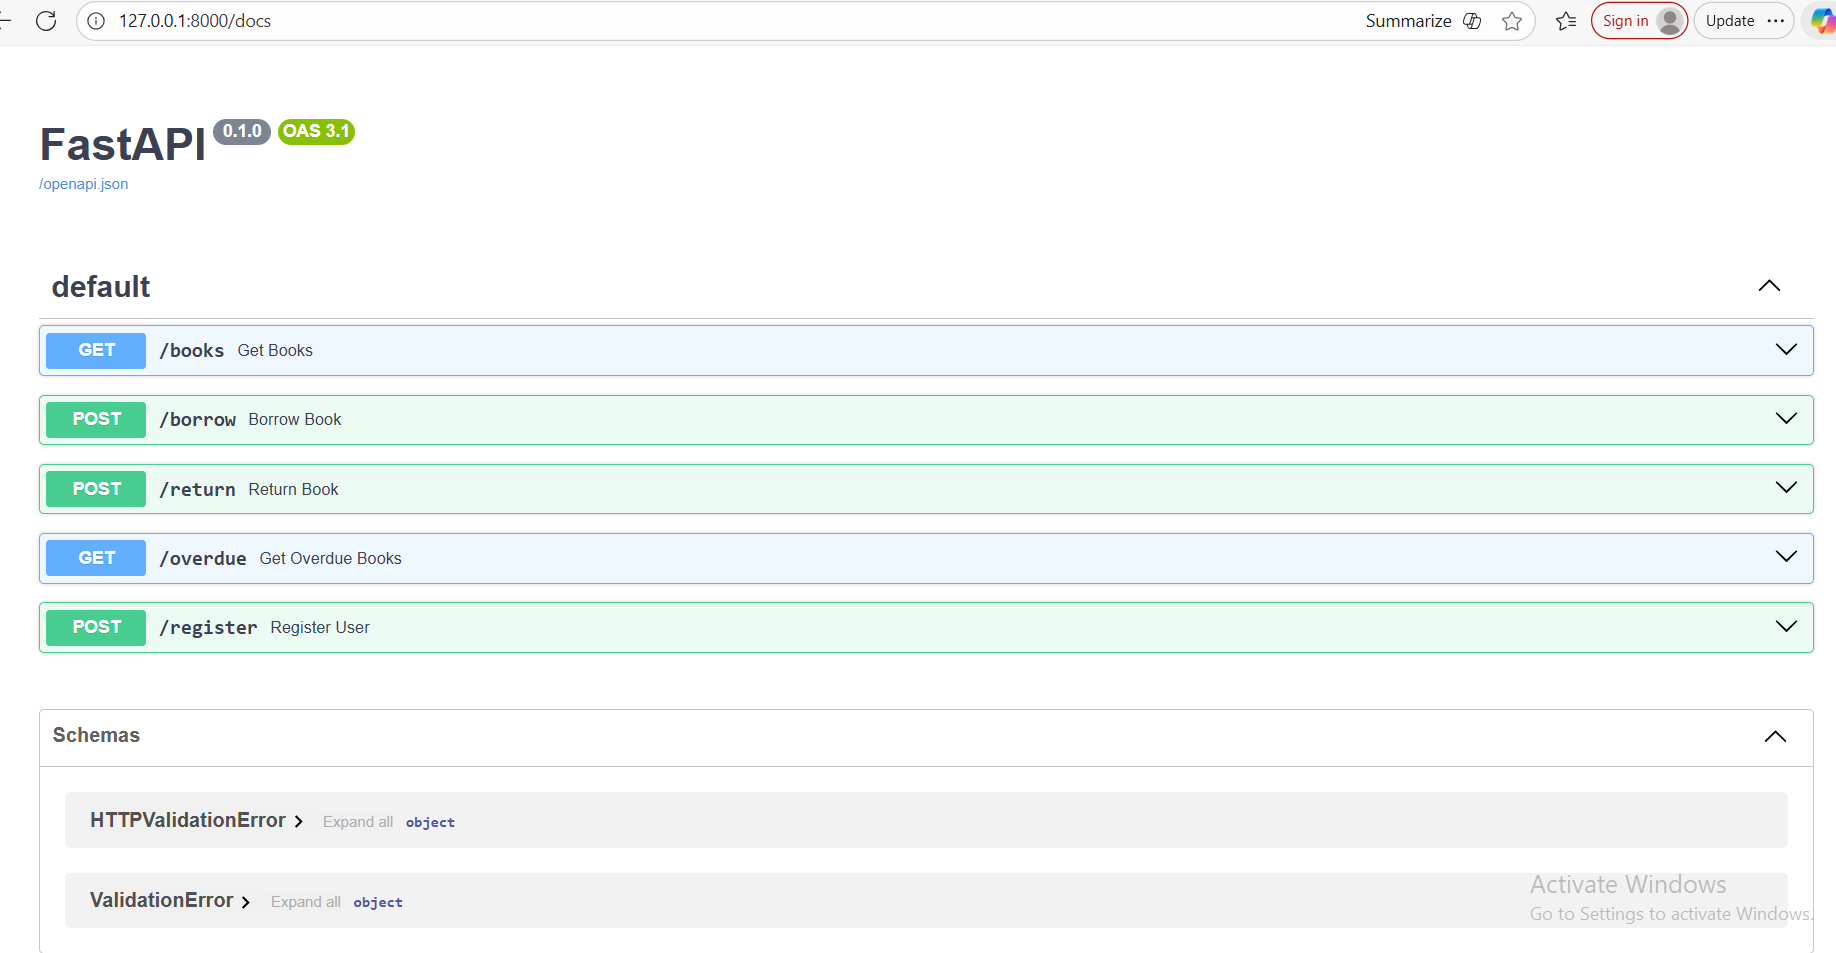 127.0.0.1:8000/docs Summarize Sign in Update
FastAPI 0.1.0 OAS 3.1
/openapi.json
default
GET /books Get Books
POST /borrow Borrow Book
POST /return Return Book
GET /overdue Get Overdue Books
POST /register Register User
Schemas
HTTPValidationError Expand all object
ValidationError Expand all object
Activate Windows
Go to Settings to activate Windows.